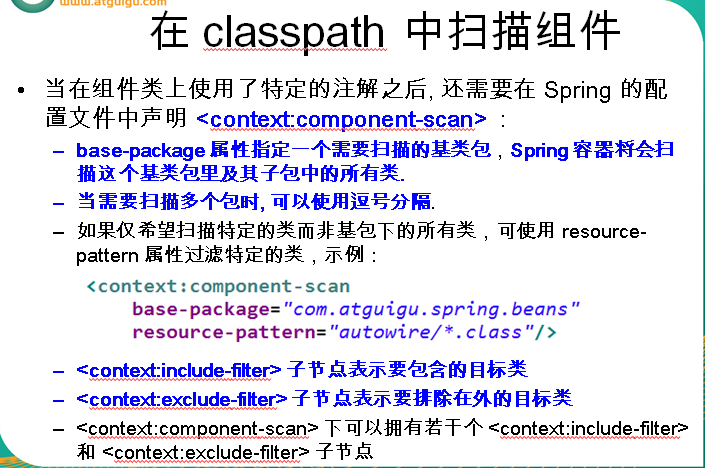 www.atguigu.com
在 classpath 中扫描组件
• 当在组件类上使用了特定的注解之后, 还需要在 Spring 的配
置文件中声明 <context:component-scan> ：
– base-package 属性指定一个需要扫描的基类包，Spring 容器将会扫
描这个基类包里及其子包中的所有类.
– 当需要扫描多个包时, 可以使用逗号分隔.
– 如果仅希望扫描特定的类而非基包下的所有类，可使用 resource-
pattern 属性过滤特定的类，示例：
<context:component-scan
base-package="com.atguigu.spring.beans"
resource-pattern="autowire/*.class"/>
– <context:include-filter> 子节点表示要包含的目标类
– <context:exclude-filter> 子节点表示要排除在外的目标类
– <context:component-scan> 下可以拥有若干个 <context:include-filter>
和 <context:exclude-filter> 子节点